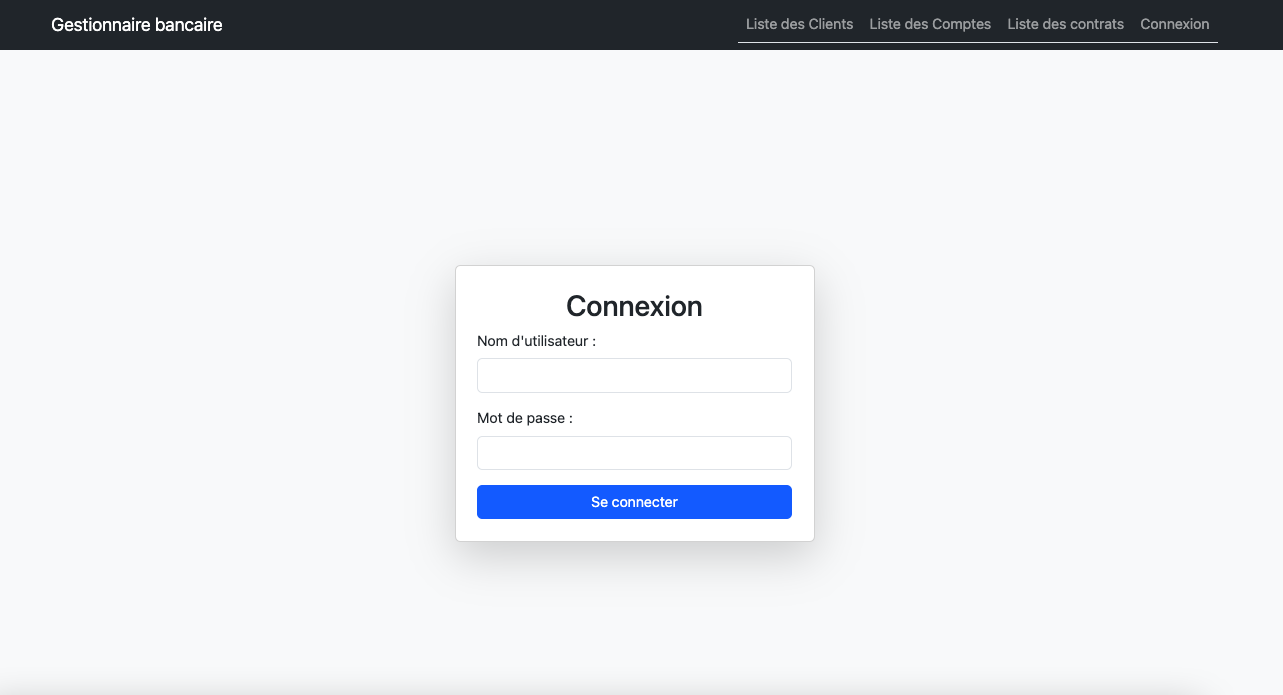 Gestionnaire bancaire
Liste des Clients Liste des Comptes Liste des contrats Connexion
Connexion
Nom d'utilisateur :
Mot de passe :
Se connecter